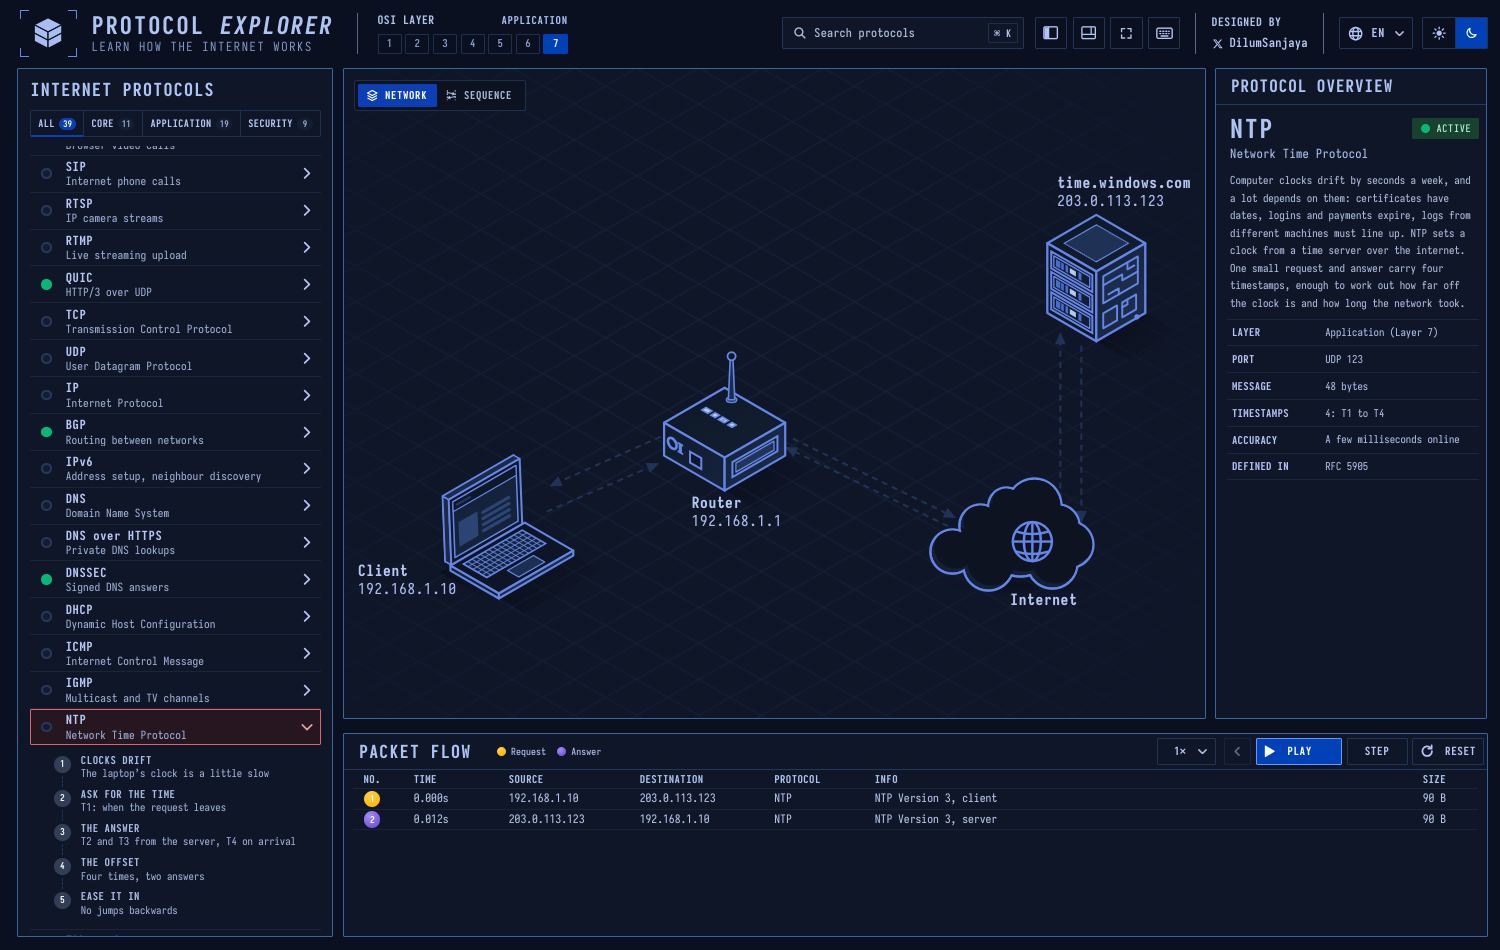 PROTOCOL EXPLORER
LEARN HOW THE INTERNET WORKS
OSI LAYER APPLICATION
1 2 3 4 5 6 7
Search protocols ⌘ K
DESIGNED BY
DilumSanjaya
EN
INTERNET PROTOCOLS
ALL 39 CORE 11 APPLICATION 19 SECURITY 9
Browser video calls
SIP
Internet phone calls
RTSP
IP camera streams
RTMP
Live streaming upload
QUIC
HTTP/3 over UDP
TCP
Transmission Control Protocol
UDP
User Datagram Protocol
IP
Internet Protocol
BGP
Routing between networks
IPv6
Address setup, neighbour discovery
DNS
Domain Name System
DNS over HTTPS
Private DNS lookups
DNSSEC
Signed DNS answers
DHCP
Dynamic Host Configuration
ICMP
Internet Control Message
IGMP
Multicast and TV channels
NTP
Network Time Protocol
1 CLOCKS DRIFT
The laptop's clock is a little slow
2 ASK FOR THE TIME
T1: when the request leaves
3 THE ANSWER
T2 and T3 from the server, T4 on arrival
4 THE OFFSET
Four times, two answers
5 EASE IT IN
No jumps backwards
NETWORK SEQUENCE
time.windows.com
203.0.113.123
Router
192.168.1.1
Client
192.168.1.10
Internet
PROTOCOL OVERVIEW
NTP ACTIVE
Network Time Protocol
Computer clocks drift by seconds a week, and
a lot depends on them: certificates have
dates, logins and payments expire, logs from
different machines must line up. NTP sets a
clock from a time server over the internet.
One small request and answer carry four
timestamps, enough to work out how far off
the clock is and how long the network took.
LAYER Application (Layer 7)
PORT UDP 123
MESSAGE 48 bytes
TIMESTAMPS 4: T1 to T4
ACCURACY A few milliseconds online
DEFINED IN RFC 5905
PACKET FLOW Request Answer 1× PLAY STEP RESET
NO. TIME SOURCE DESTINATION PROTOCOL INFO SIZE
1 0.000s 192.168.1.10 203.0.113.123 NTP NTP Version 3, client 90 B
2 0.012s 203.0.113.123 192.168.1.10 NTP NTP Version 3, server 90 B